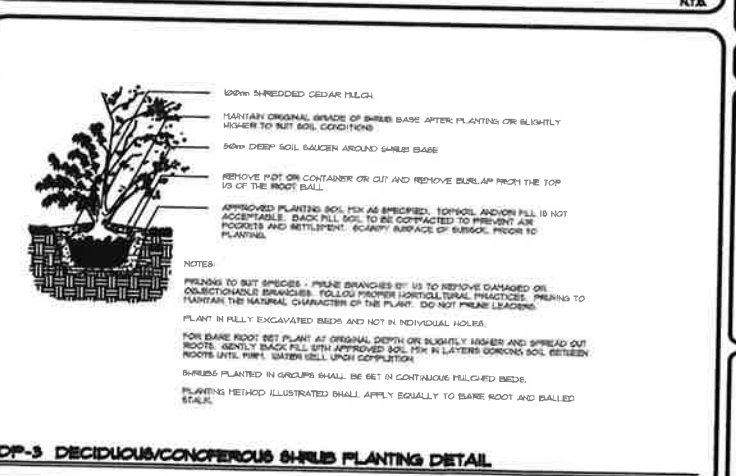 N.T.S.
100mm SHREDDED CEDAR MULCH
MAINTAIN ORIGINAL GRADE OF SHRUB BASE AFTER PLANTING OR SLIGHTLY
HIGHER TO SUIT SOIL CONDITIONS
50mm DEEP SOIL SAUCER AROUND SHRUB BASE
REMOVE POT OR CONTAINER OR CUT AND REMOVE BURLAP FROM THE TOP
1/3 OF THE ROOT BALL
APPROVED PLANTING SOIL MIX AS SPECIFIED. TOPSOIL AND/OR FILL IS NOT
ACCEPTABLE. BACK FILL SOIL TO BE COMPACTED TO PREVENT AIR
POCKETS AND SETTLEMENT. SCARIFY SURFACE OF SUBSOIL PRIOR TO
PLANTING.
NOTES:
PRUNING TO SUIT SPECIES - PRUNE BRANCHES BY 1/3 TO REMOVE DAMAGED OR
OBJECTIONABLE BRANCHES. FOLLOW PROPER HORTICULTURAL PRACTICES. PRUNING TO
MAINTAIN THE NATURAL CHARACTER OF THE PLANT. DO NOT PRUNE LEADERS.
PLANT IN FULLY EXCAVATED BEDS AND NOT IN INDIVIDUAL HOLES.
FOR BARE ROOT SET PLANT AT ORIGINAL DEPTH OR SLIGHTLY HIGHER AND SPREAD OUT
ROOTS. GENTLY BACK FILL WITH APPROVED SOIL MIX IN LAYERS WORKING SOIL BETWEEN
ROOTS UNTIL FIRM. WATER WELL UPON COMPLETION.
SHRUBS PLANTED IN GROUPS SHALL BE SET IN CONTINUOUS MULCHED BEDS.
PLANTING METHOD ILLUSTRATED SHALL APPLY EQUALLY TO BARE ROOT AND BALLED
STALK.
DP-3 DECIDUOUS/CONOFEROUS SHRUB PLANTING DETAIL